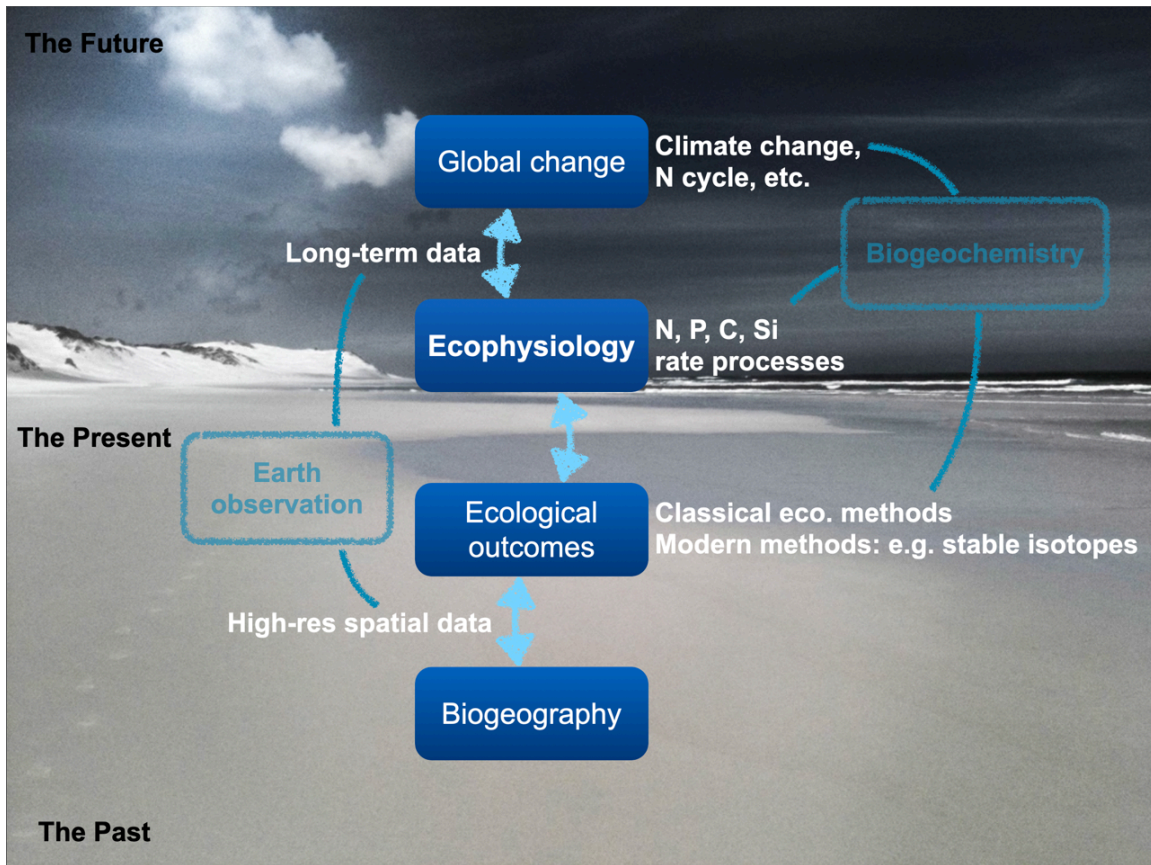 The Future
Global change
Climate change,
N cycle, etc.
Long-term data
Biogeochemistry
Ecophysiology
N, P, C, Si
rate processes
The Present
Earth
observation
Ecological
outcomes
Classical eco. methods
Modern methods: e.g. stable isotopes
High-res spatial data
Biogeography
The Past